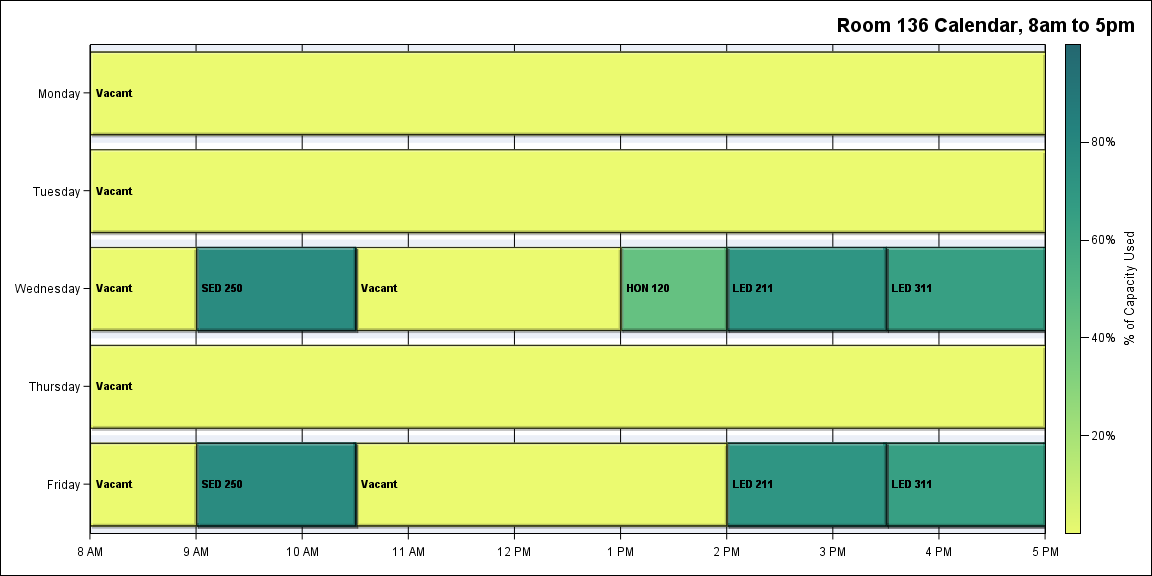 Room 136 Calendar, 8am to 5pm
Monday Vacant
Tuesday Vacant
Wednesday Vacant SED 250 Vacant HON 120 LED 211 LED 311
Thursday Vacant
Friday Vacant SED 250 Vacant LED 211 LED 311
8 AM 9 AM 10 AM 11 AM 12 PM 1 PM 2 PM 3 PM 4 PM 5 PM
80%
60%
40%
20%
% of Capacity Used